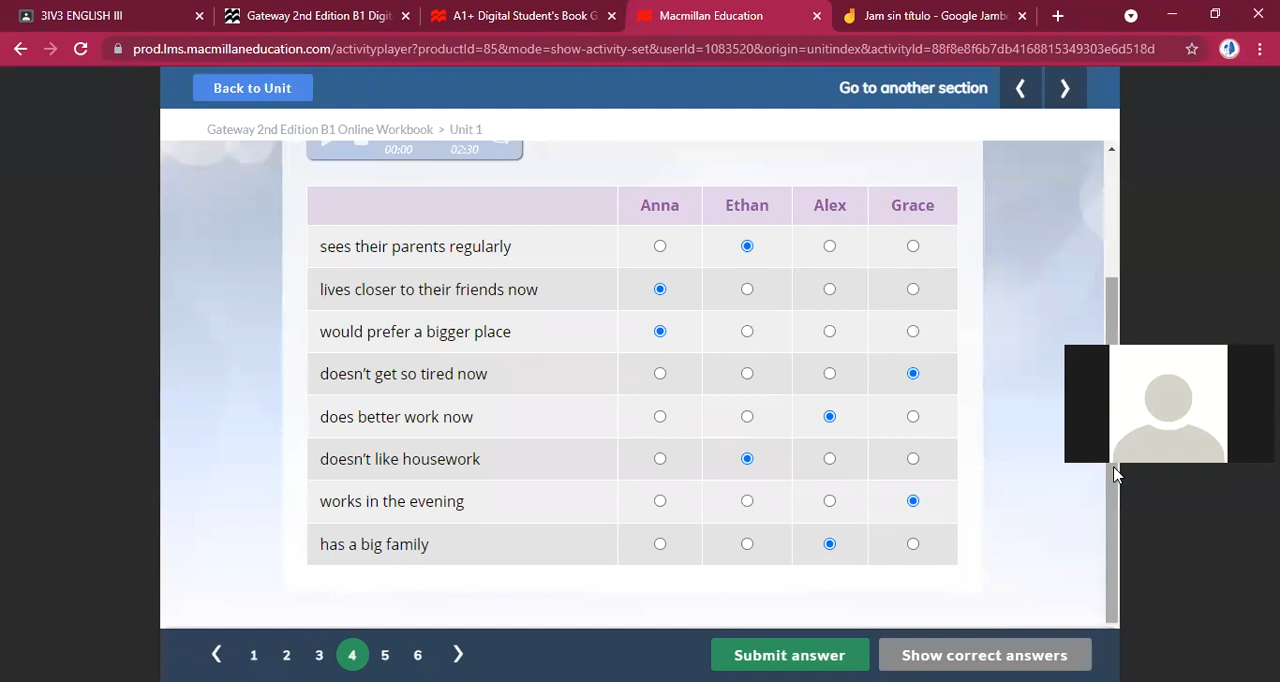 3IV3 ENGLISH III
Gateway 2nd Edition B1 Digit
A1+ Digital Student's Book G
Macmillan Education
Jam sin título - Google Jambo
prod.lms.macmillaneducation.com/activityplayer?productId=85&mode=show-activity-set&userId=1083520&origin=unitindex&activityId=88f8e8f6b7db4168815349303e6d518d
Back to Unit
Go to another section
Gateway 2nd Edition B1 Online Workbook > Unit 1
00:00 02:30
Anna Ethan Alex Grace
sees their parents regularly
lives closer to their friends now
would prefer a bigger place
doesn't get so tired now
does better work now
doesn't like housework
works in the evening
has a big family
1 2 3 4 5 6
Submit answer
Show correct answers